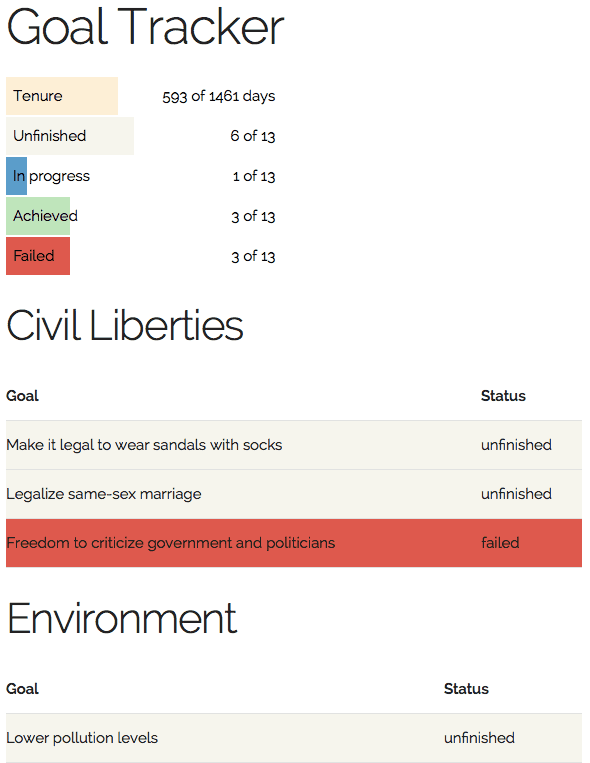 Goal Tracker
Tenure 593 of 1461 days
Unfinished 6 of 13
In progress 1 of 13
Achieved 3 of 13
Failed 3 of 13
Civil Liberties
Goal Status
Make it legal to wear sandals with socks unfinished
Legalize same-sex marriage unfinished
Freedom to criticize government and politicians failed
Environment
Goal Status
Lower pollution levels unfinished